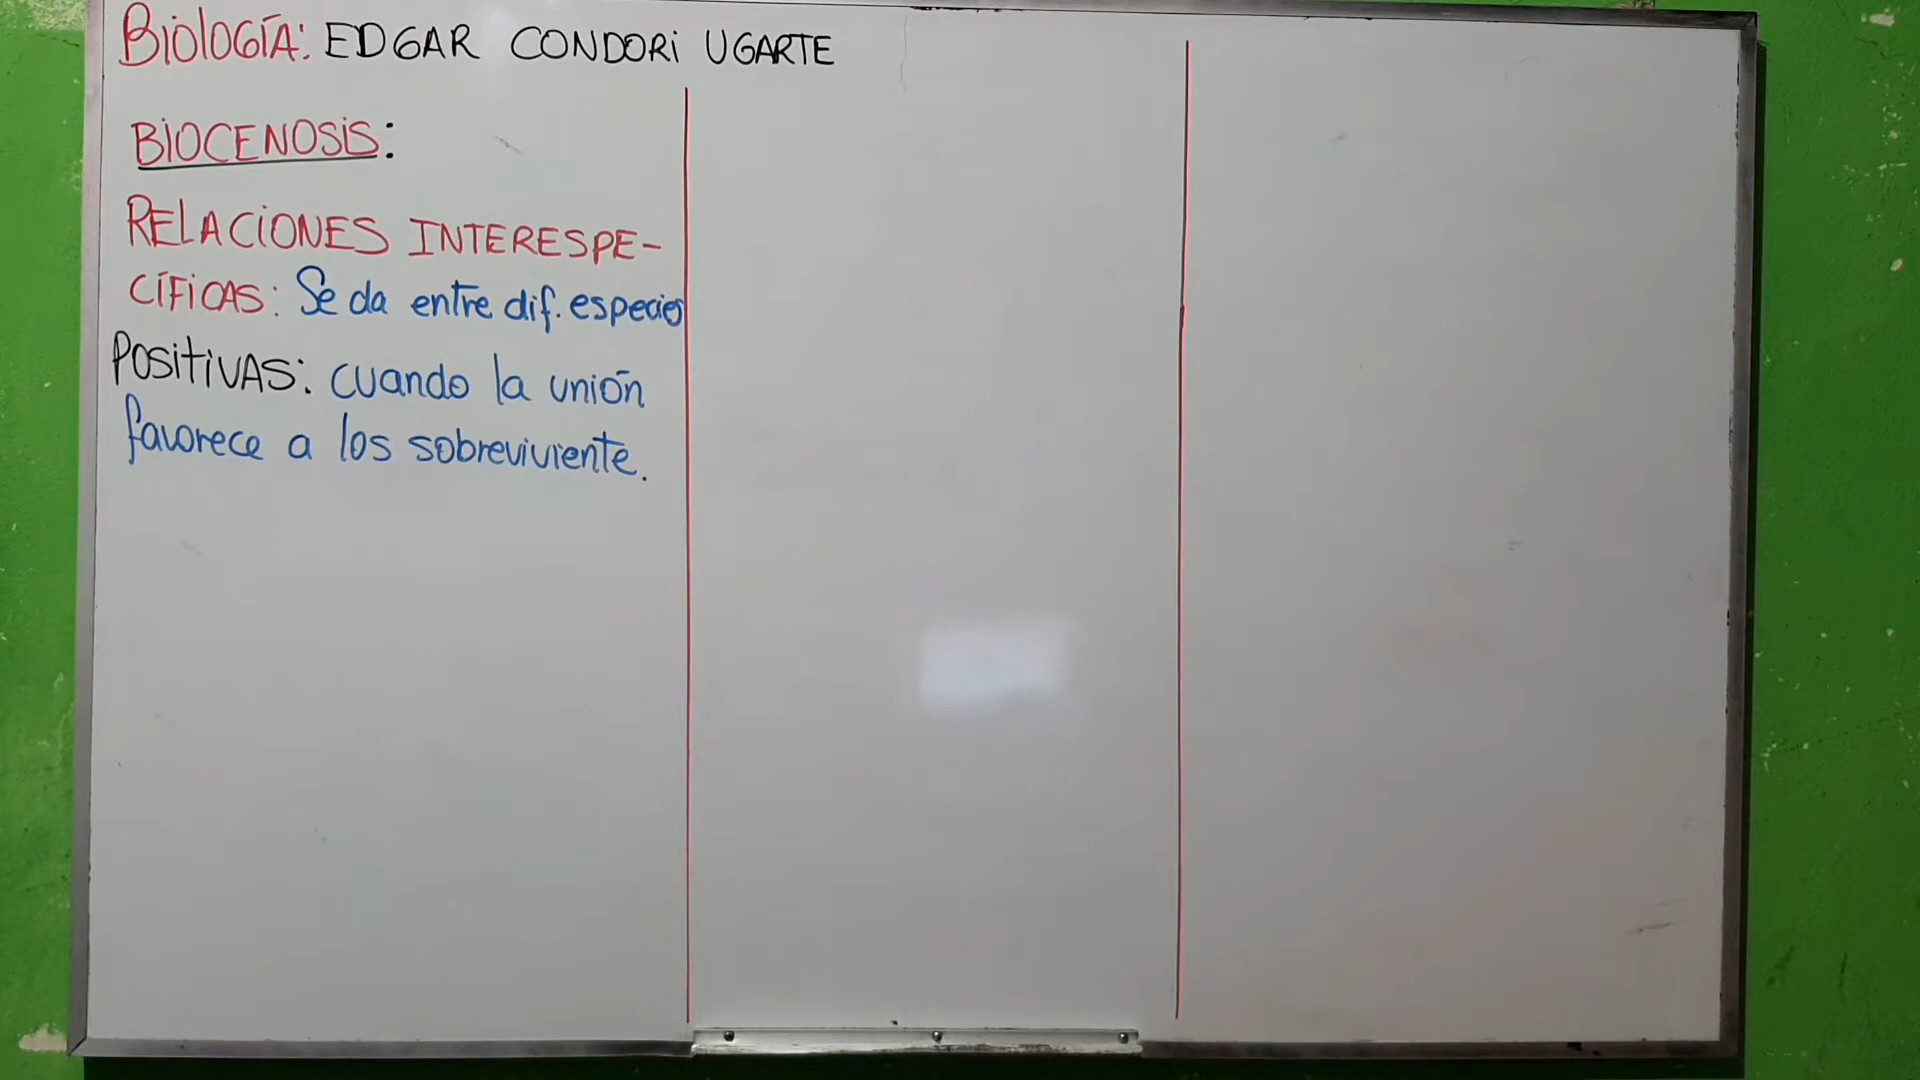 BiologÍA: EDGAR CONDORi UGARTE
BiOCENOSiS:
RELACiONES INTERESPE-
CÍFiCAS: Se da entre dif. especies
POSitiVAS: cuando la unión
favorece a los sobreviviente.